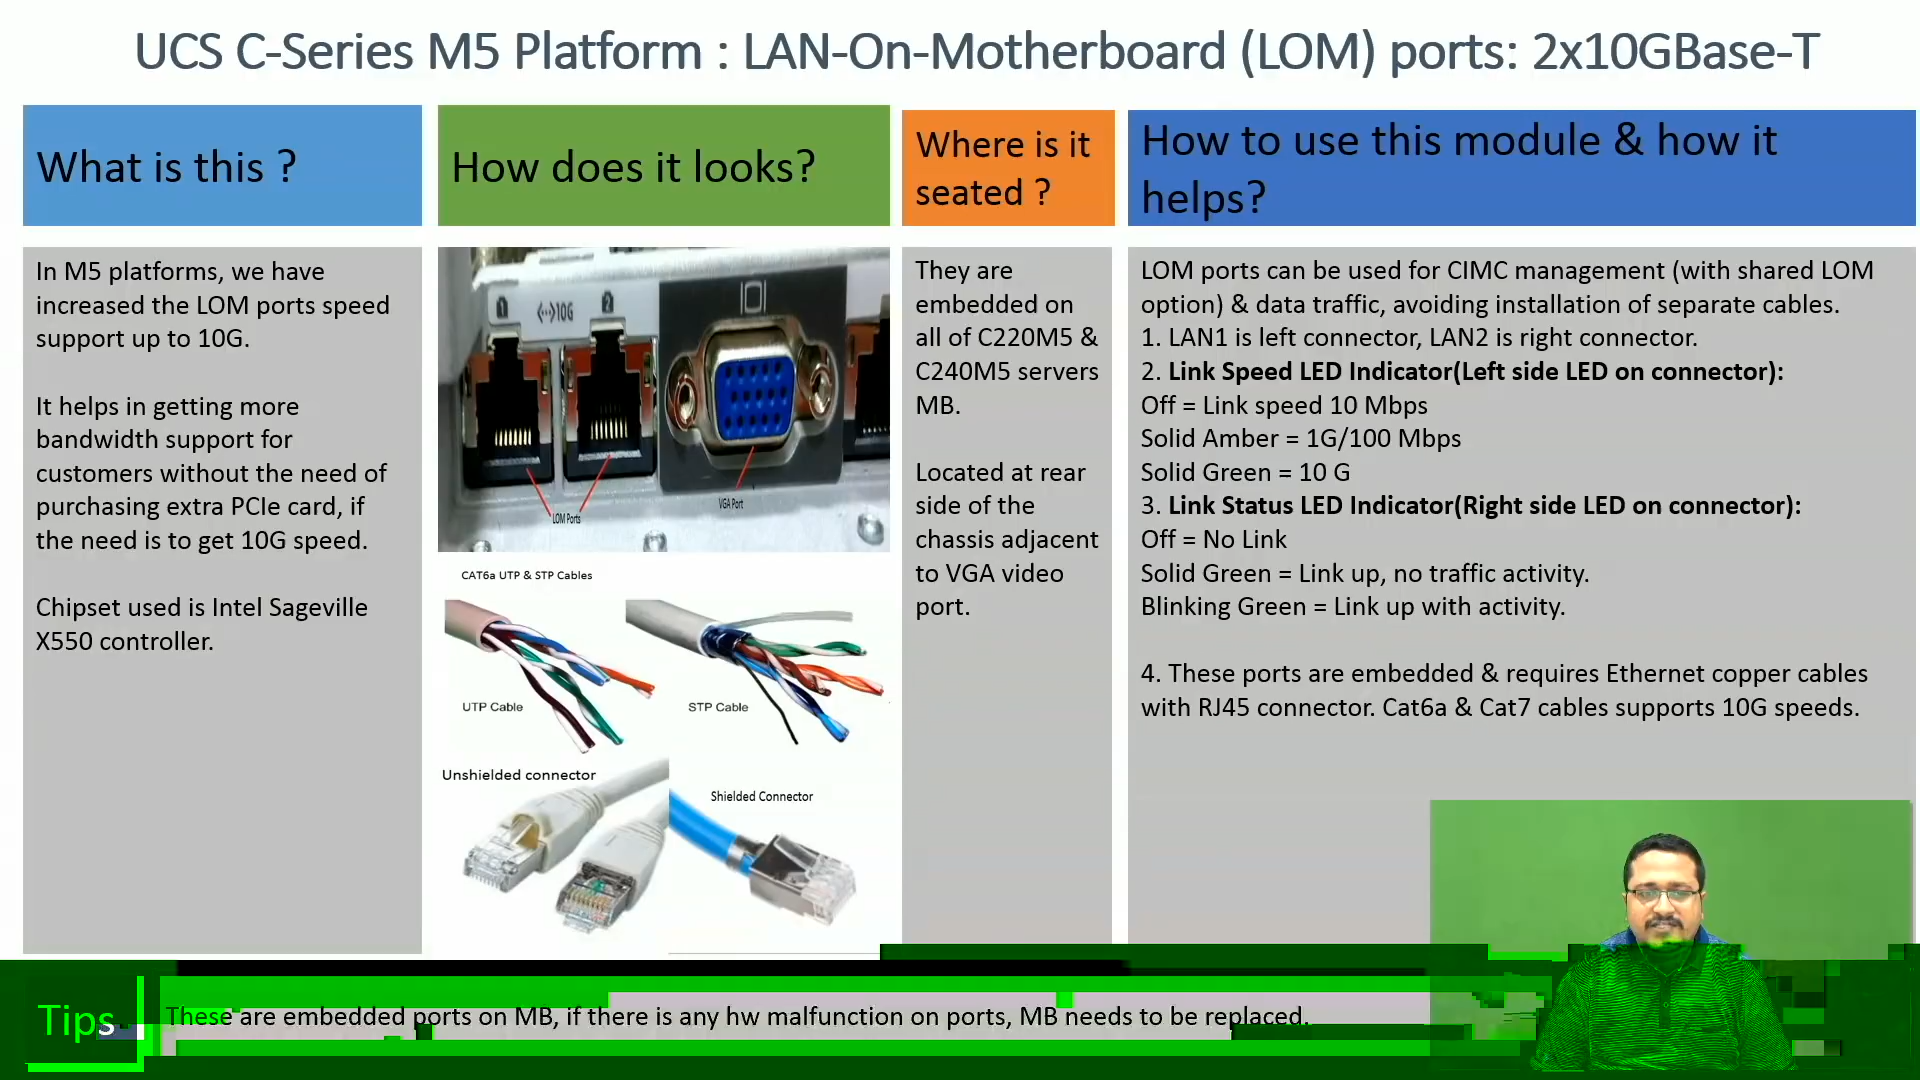 UCS C-Series M5 Platform : LAN-On-Motherboard (LOM) ports: 2x10GBase-T
What is this ?
In M5 platforms, we have
increased the LOM ports speed
support up to 10G.
It helps in getting more
bandwidth support for
customers without the need of
purchasing extra PCIe card, if
the need is to get 10G speed.
Chipset used is Intel Sageville
X550 controller.
How does it looks?
1
2
<··>10G
LOM Ports
VGA Port
CAT6a UTP & STP Cables
UTP Cable
STP Cable
Unshielded connector
Shielded Connector
Where is it
seated ?
They are
embedded on
all of C220M5 &
C240M5 servers
MB.
Located at rear
side of the
chassis adjacent
to VGA video
port.
How to use this module & how it
helps?
LOM ports can be used for CIMC management (with shared LOM
option) & data traffic, avoiding installation of separate cables.
1. LAN1 is left connector, LAN2 is right connector.
2. Link Speed LED Indicator(Left side LED on connector):
Off = Link speed 10 Mbps
Solid Amber = 1G/100 Mbps
Solid Green = 10 G
3. Link Status LED Indicator(Right side LED on connector):
Off = No Link
Solid Green = Link up, no traffic activity.
Blinking Green = Link up with activity.
4. These ports are embedded & requires Ethernet copper cables
with RJ45 connector. Cat6a & Cat7 cables supports 10G speeds.
Tips
These are embedded ports on MB, if there is any hw malfunction on ports, MB needs to be replaced.